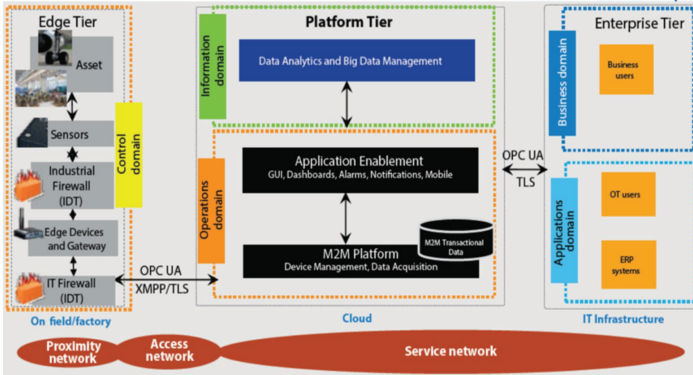 Edge Tier
Asset
Sensors
Industrial
Firewall
(IDT)
Edge Devices
and Gateway
IT Firewall
(IDT)
Control
domain
On field/factory
OPC UA
XMPP/TLS
Platform Tier
Information
domain
Data Analytics and Big Data Management
Operations
domain
Application Enablement
GUI, Dashboards, Alarms, Notifications, Mobile
M2M Platform
Device Management, Data Acquisition
M2M Transactional
Data
Cloud
OPC UA
TLS
Enterprise Tier
Business domain
Business
users
Applications
domain
OT users
ERP
systems
IT Infrastructure
Proximity
network
Access
network
Service network